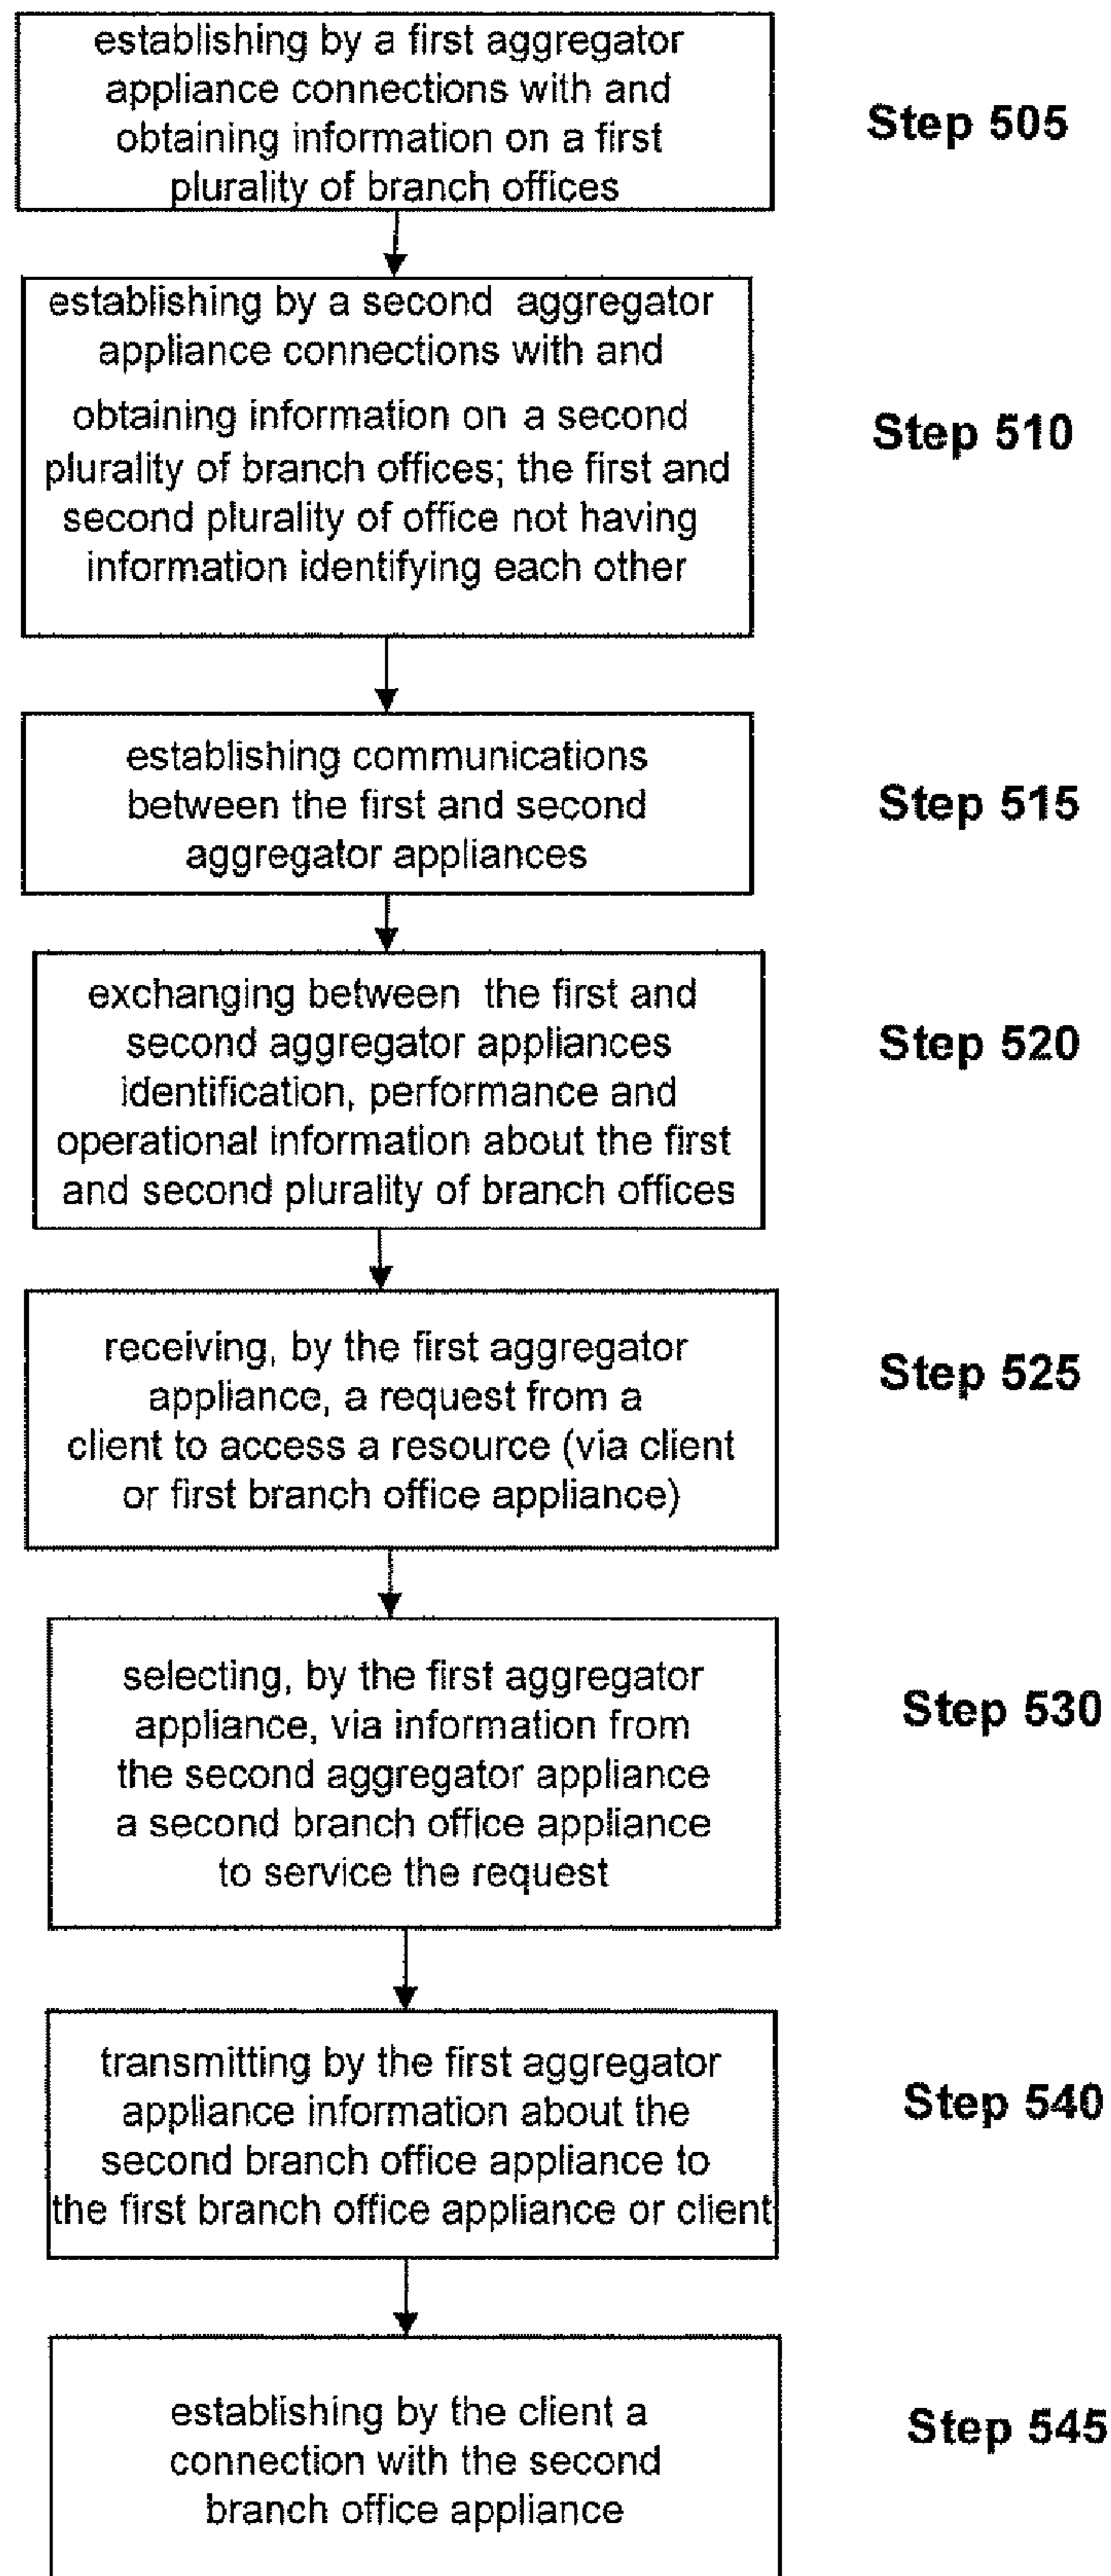 establishing by a first aggregator
appliance connections with and
obtaining information on a first
plurality of branch offices
Step 505
establishing by a second aggregator
appliance connections with and
obtaining information on a second
plurality of branch offices; the first and
second plurality of office not having
information identifying each other
Step 510
establishing communications
between the first and second
aggregator appliances
Step 515
exchanging between the first and
second aggregator appliances
identification, performance and
operational information about the first
and second plurality of branch offices
Step 520
receiving, by the first aggregator
appliance, a request from a
client to access a resource (via client
or first branch office appliance)
Step 525
selecting, by the first aggregator
appliance, via information from
the second aggregator appliance
a second branch office appliance
to service the request
Step 530
transmitting by the first aggregator
appliance information about the
second branch office appliance to
the first branch office appliance or client
Step 540
establishing by the client a
connection with the second
branch office appliance
Step 545